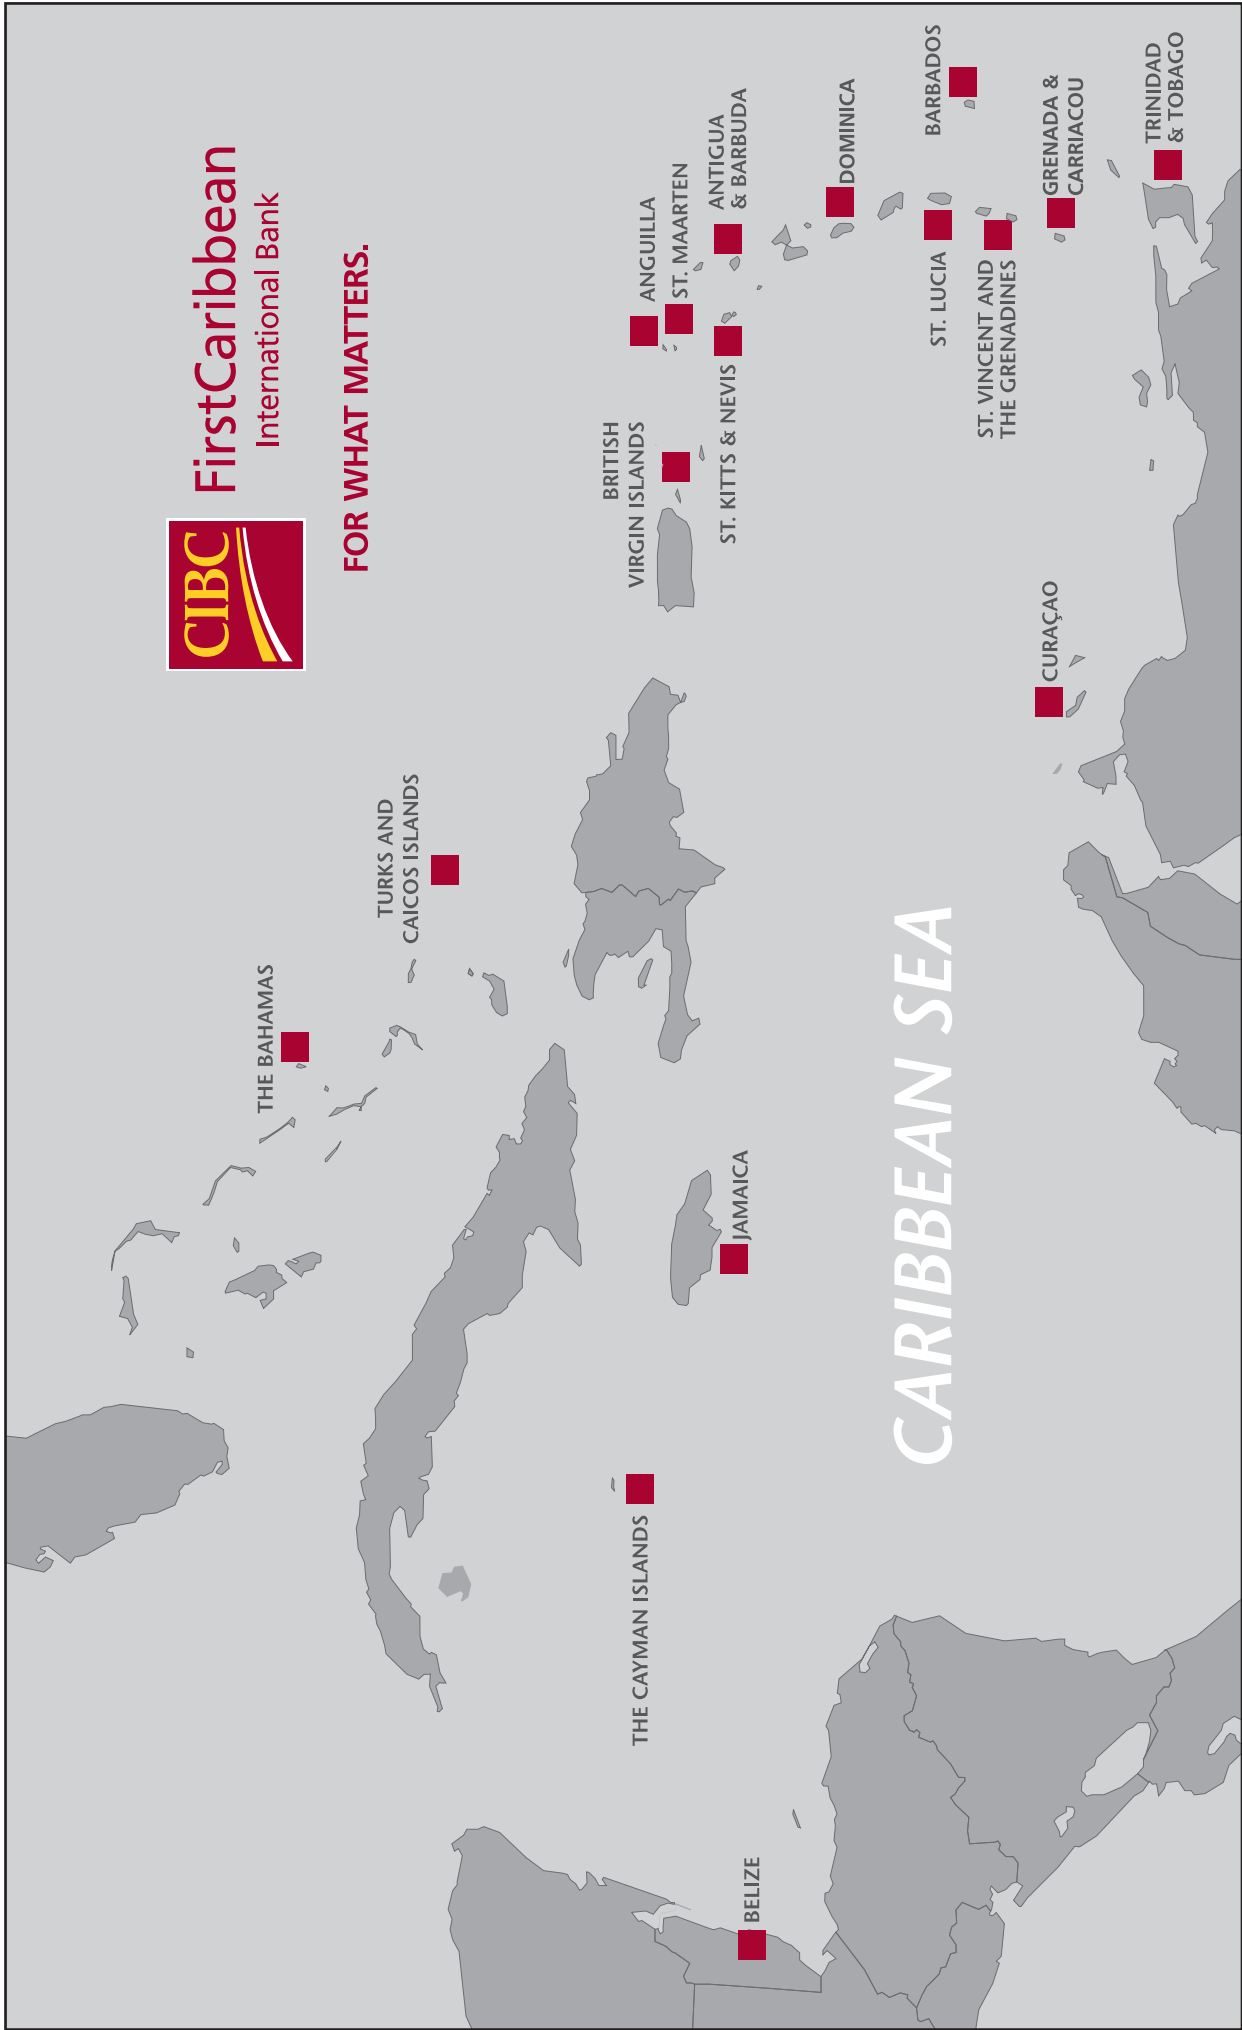 CIBC
FirstCaribbean
International Bank
FOR WHAT MATTERS.
THE BAHAMAS
TURKS AND
CAICOS ISLANDS
BRITISH
VIRGIN ISLANDS
ANGUILLA
ST. MAARTEN
ANTIGUA
& BARBUDA
ST. KITTS & NEVIS
THE CAYMAN ISLANDS
JAMAICA
BELIZE
DOMINICA
CARIBBEAN SEA
ST. LUCIA
BARBADOS
ST. VINCENT AND
THE GRENADINES
CURAÇAO
GRENADA &
CARRIACOU
TRINIDAD
& TOBAGO